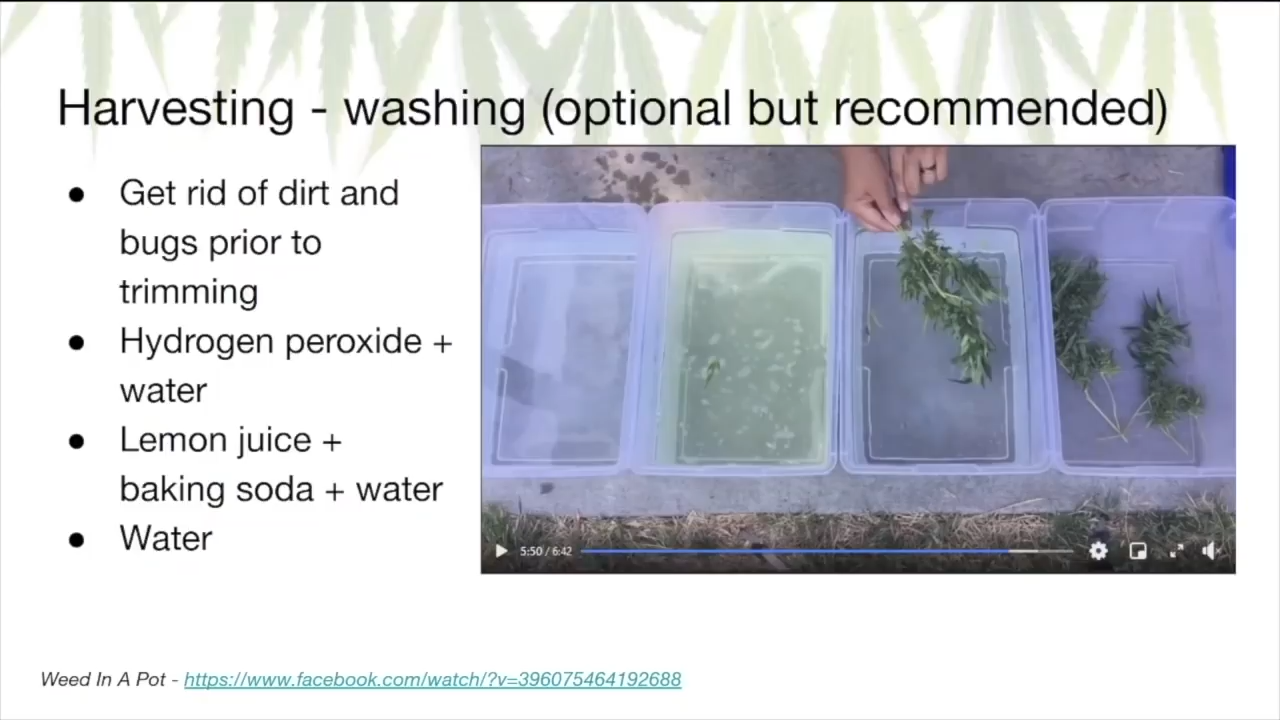 Harvesting - washing (optional but recommended)
● Get rid of dirt and
bugs prior to
trimming
● Hydrogen peroxide +
water
● Lemon juice +
baking soda + water
● Water
5:50 / 6:42
Weed In A Pot - https://www.facebook.com/watch/?v=396075464192688